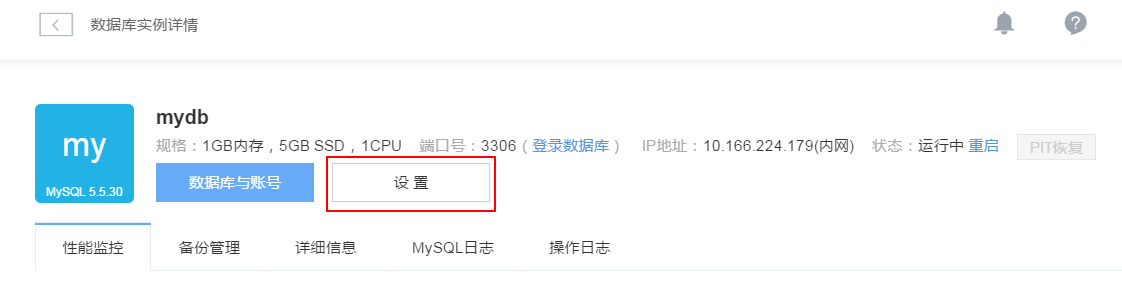 数据库实例详情
my
MySQL 5.5.30
mydb
规格：1GB内存，5GB SSD，1CPU 端口号：3306（登录数据库） IP地址：10.166.224.179(内网) 状态：运行中 重启 PIT恢复
数据库与账号 设 置
性能监控 备份管理 详细信息 MySQL日志 操作日志